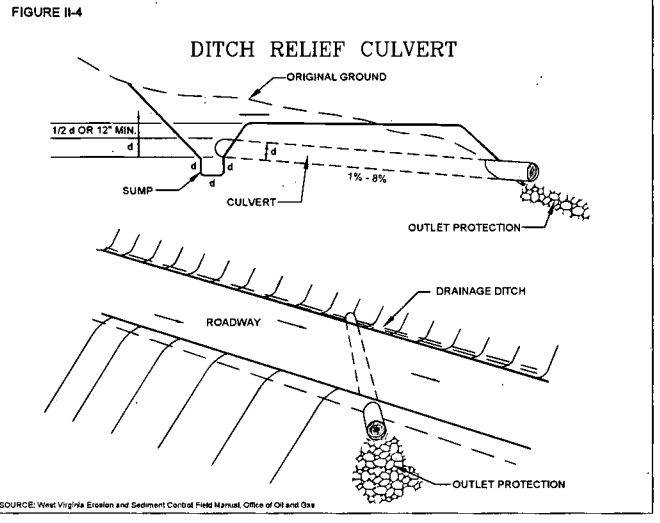 FIGURE II-4
DITCH RELIEF CULVERT
ORIGINAL GROUND
1/2 d OR 12" MIN.
d
d
d
d
d
SUMP
CULVERT
1% - 8%
OUTLET PROTECTION
DRAINAGE DITCH
ROADWAY
OUTLET PROTECTION
SOURCE: West Virginia Erosion and Sediment Control Field Manual, Office of Oil and Gas